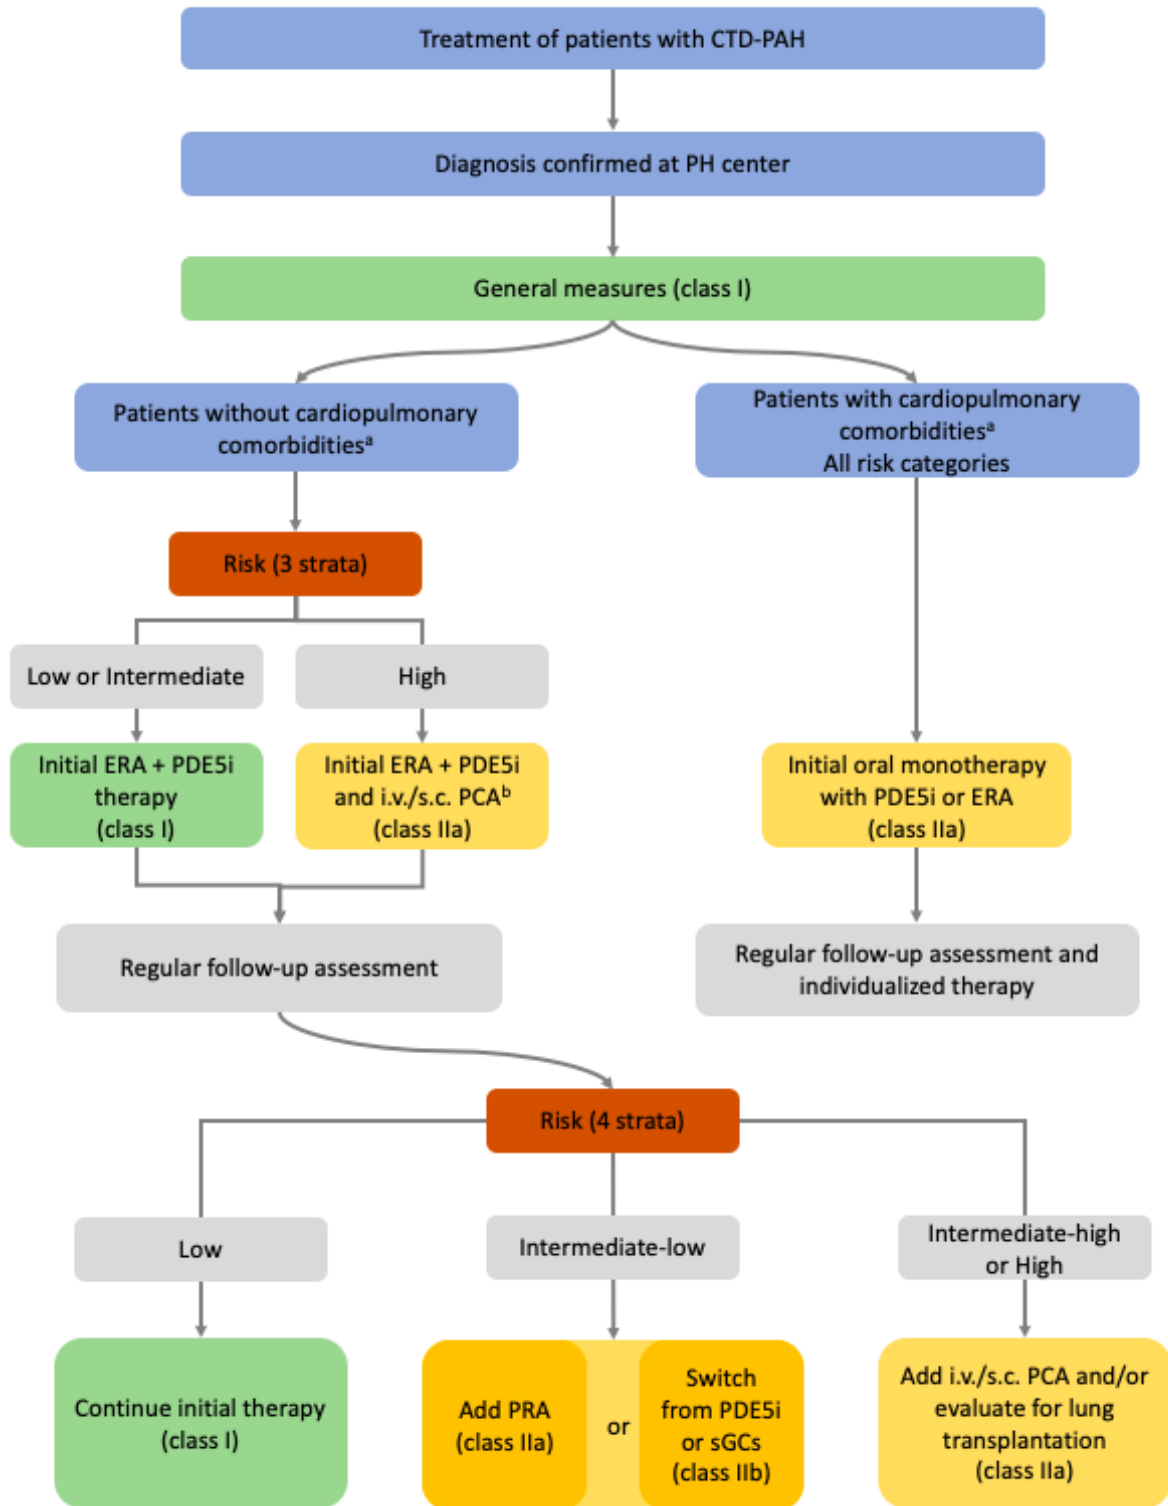 Treatment of patients with CTD-PAH
Diagnosis confirmed at PH center
General measures (class I)
Patients without cardiopulmonary
comorbiditiesᵃ
Patients with cardiopulmonary
comorbiditiesᵃ
All risk categories
Risk (3 strata)
Low or Intermediate
High
Initial ERA + PDE5i
therapy
(class I)
Initial ERA + PDE5i
and i.v./s.c. PCAᵇ
(class IIa)
Initial oral monotherapy
with PDE5i or ERA
(class IIa)
Regular follow-up assessment
Regular follow-up assessment and
individualized therapy
Risk (4 strata)
Low
Intermediate-low
Intermediate-high
or High
Continue initial therapy
(class I)
Add PRA
(class IIa)
or
Switch
from PDE5i
or sGCs
(class IIb)
Add i.v./s.c. PCA and/or
evaluate for lung
transplantation
(class IIa)